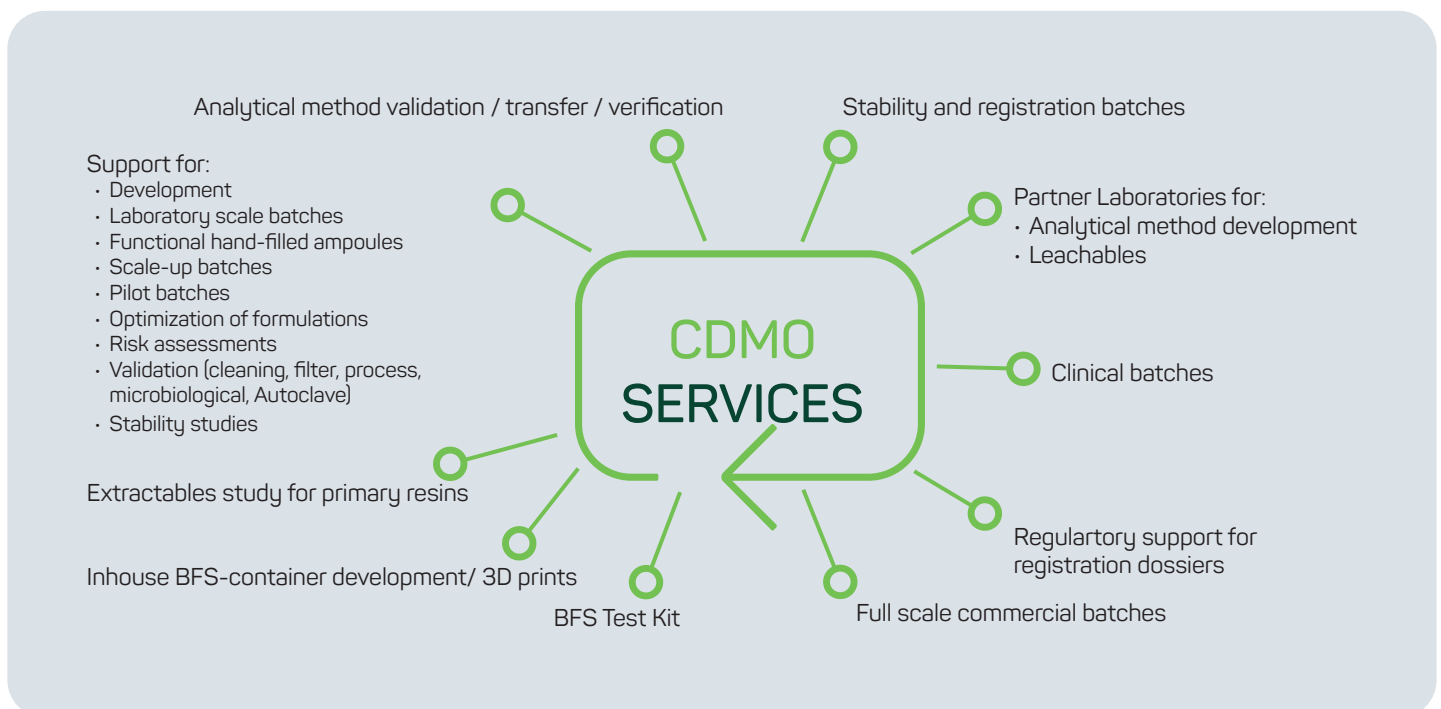 Analytical method validation / transfer / verification
Stability and registration batches
Support for:
· Development
· Laboratory scale batches
· Functional hand-filled ampoules
· Scale-up batches
· Pilot batches
· Optimization of formulations
· Risk assessments
· Validation (cleaning, filter, process,
microbiological, Autoclave)
· Stability studies
Partner Laboratories for:
· Analytical method development
· Leachables
CDMO
SERVICES
Clinical batches
Extractables study for primary resins
Regulartory support for
registration dossiers
Inhouse BFS-container development/ 3D prints
BFS Test Kit
Full scale commercial batches